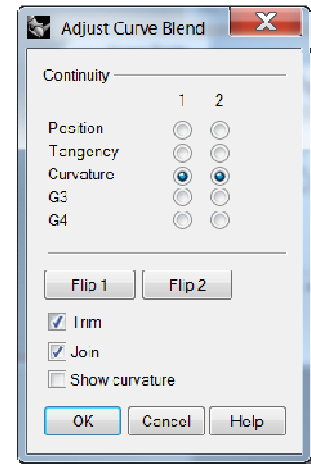 Adjust Curve Blend
Continuity
1 2
Position
Tangency
Curvature
G3
G4
Flip 1 Flip 2
Trim
Join
Show curvature
OK Cancel Help